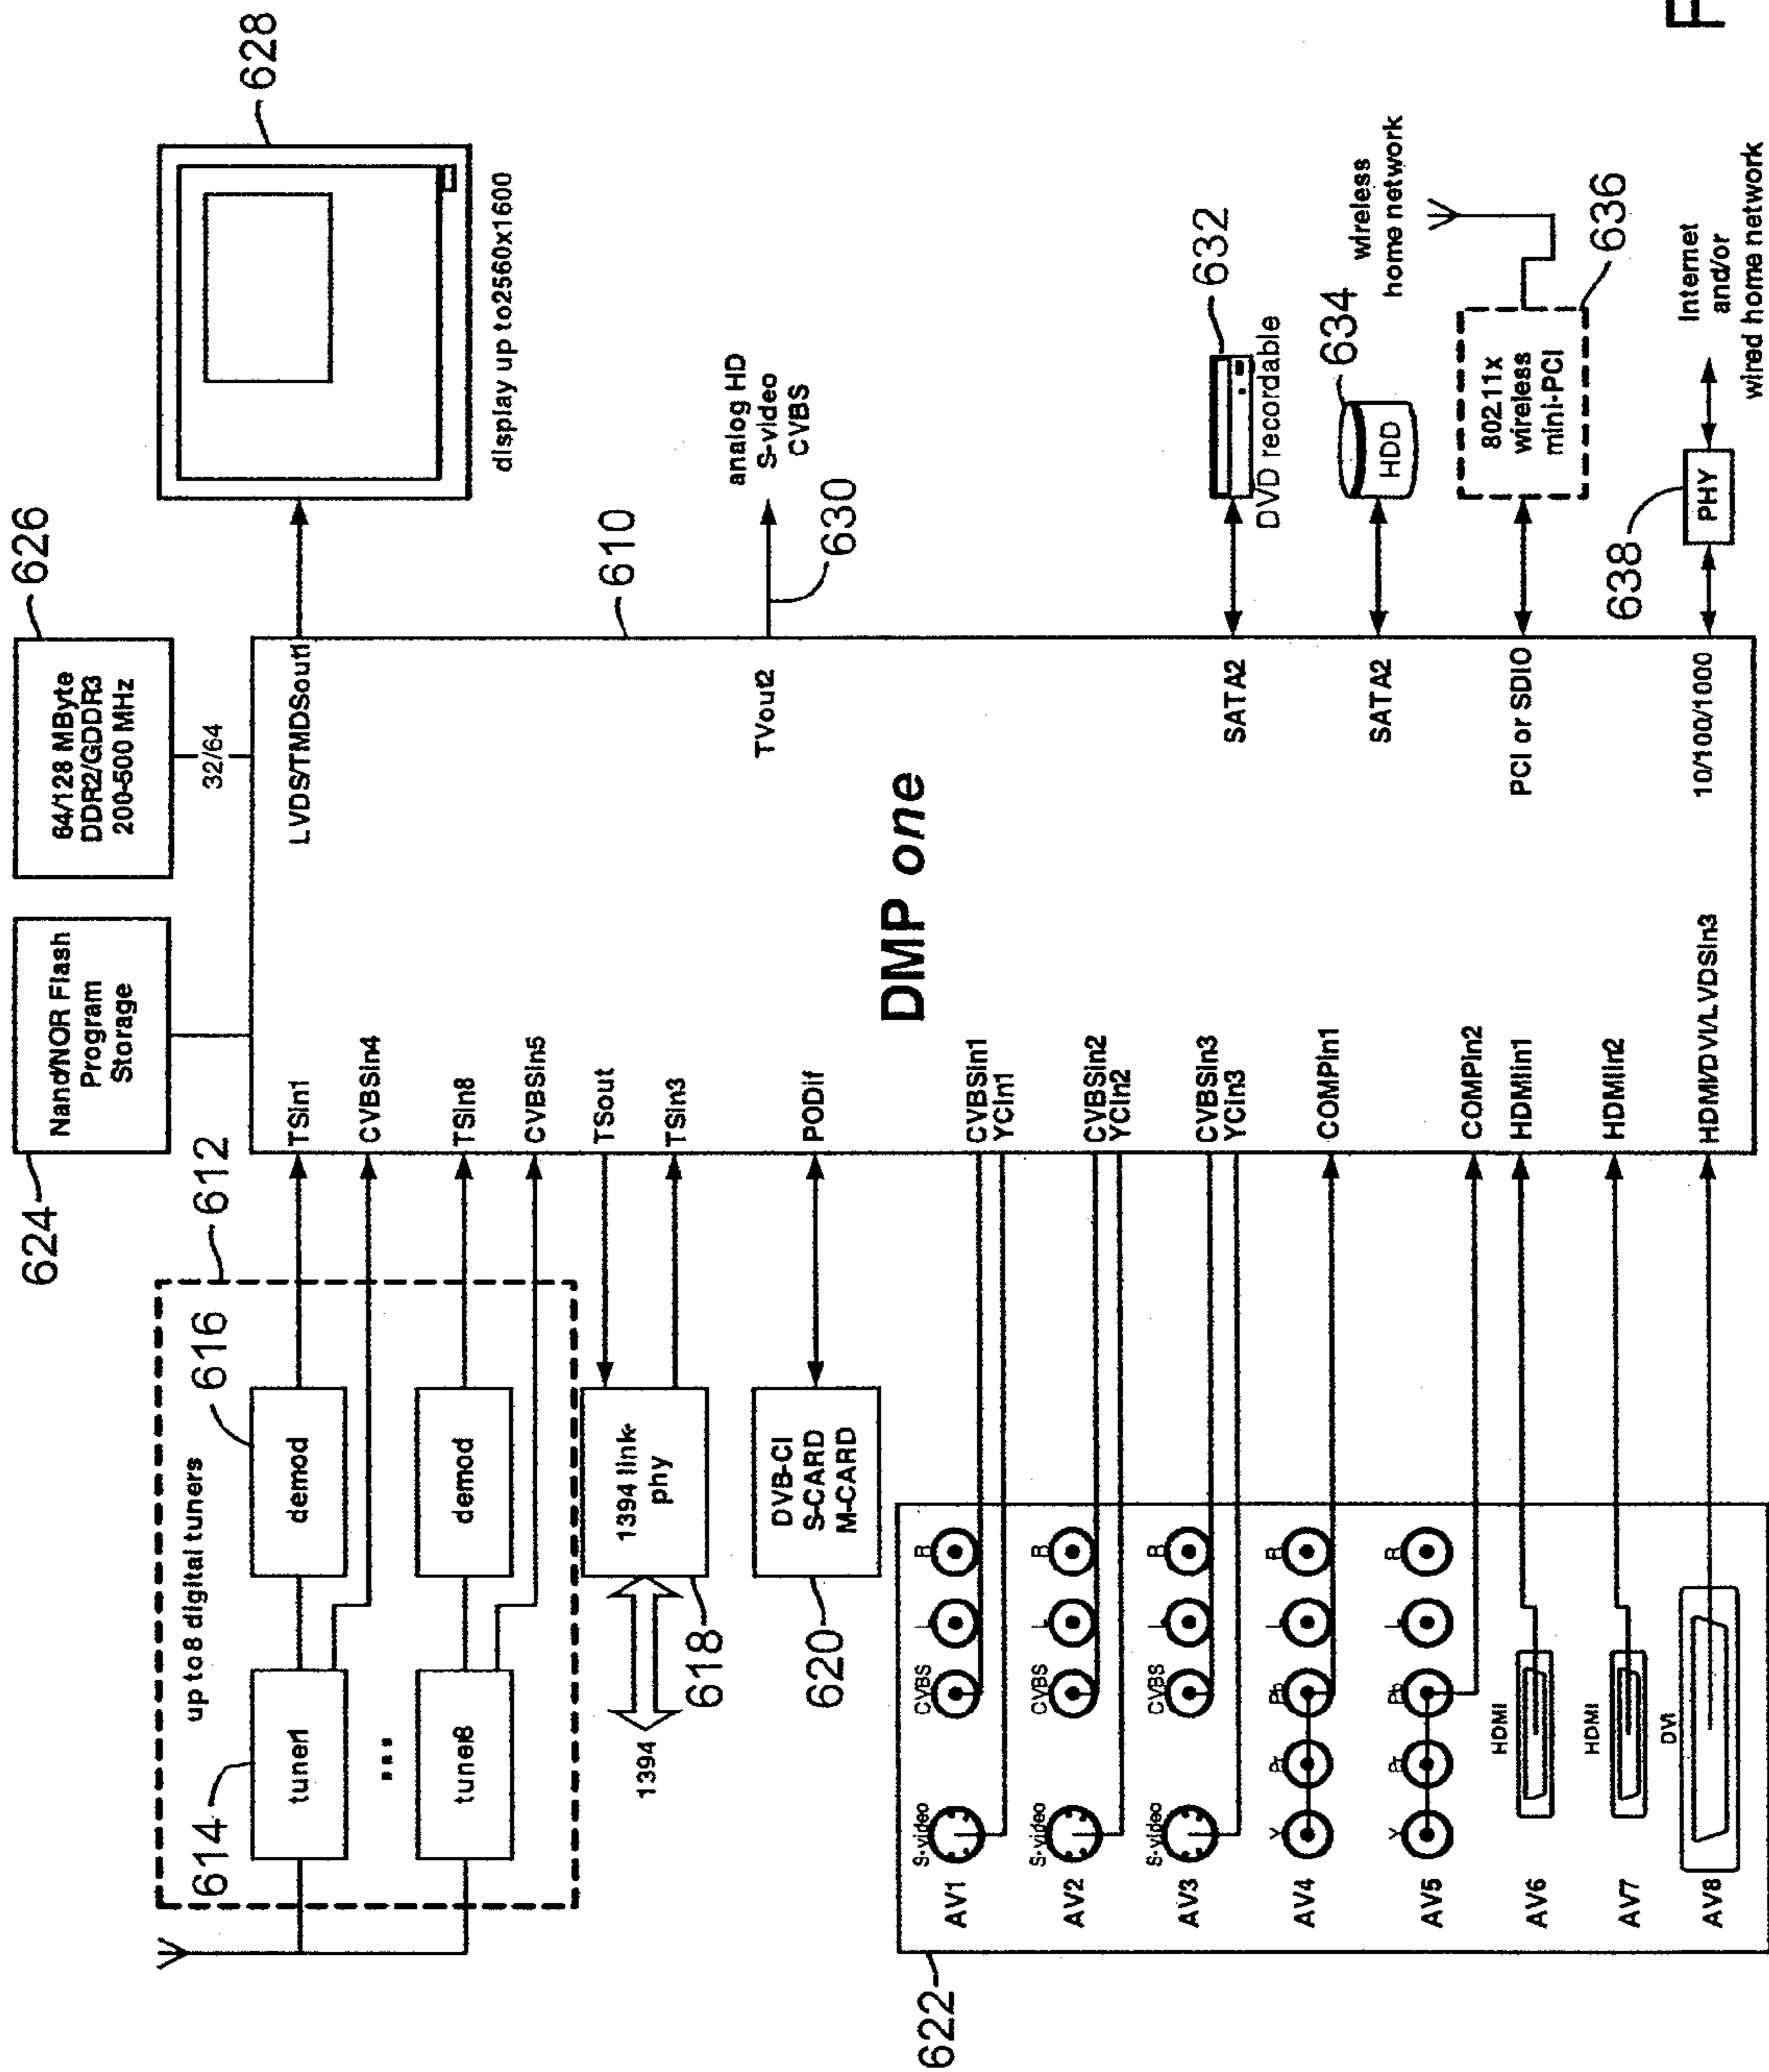 624
Nand/NOR Flash
Program
Storage
64/128 MByte
DDR2/GDDR3
200-500 MHz
626
32/64
612
up to 8 digital tuners
614
616
tuner1
demod
tuner8
demod
TSin1
CVBSin4
TSin8
CVBSin5
TSout
TSin3
PODif
1394
1394 link-
phy
618
DVB-CI
S-CARD
M-CARD
620
622
AV1
S-video
CVBS
L
R
AV2
S-video
CVBS
L
R
AV3
S-video
CVBS
L
R
AV4
Y
Pr
Pb
L
R
AV5
Y
Pr
Pb
L
R
AV6
HDMI
AV7
HDMI
AV8
DVI
CVBSin1
YCin1
CVBSin2
YCin2
CVBSin3
YCin3
COMPin1
COMPin2
HDMIin1
HDMIin2
HDMI/DVI/LVDSin3
DMP one
610
LVDS/TMDSout1
628
display up to2560x1600
TVout2
analog HD
S-video
CVBS
630
SATA2
632
DVD recordable
SATA2
634
HDD
PCI or SDIO
802.11x
wireless
mini-PCI
wireless
home network
636
10/100/1000
638
PHY
Internet
and/or
wired home network